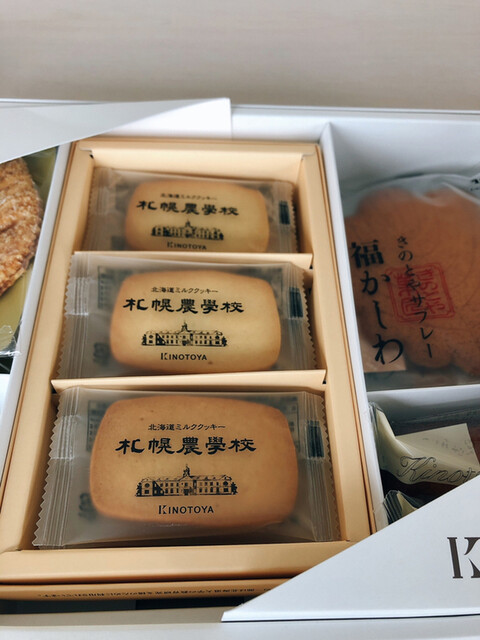 北海道ミルククッキー
札幌農學校
KINOTOYA
北海道ミルククッキー
札幌農學校
KINOTOYA
北海道ミルククッキー
札幌農學校
KINOTOYA
きのとやサブレー
福かしわ
K